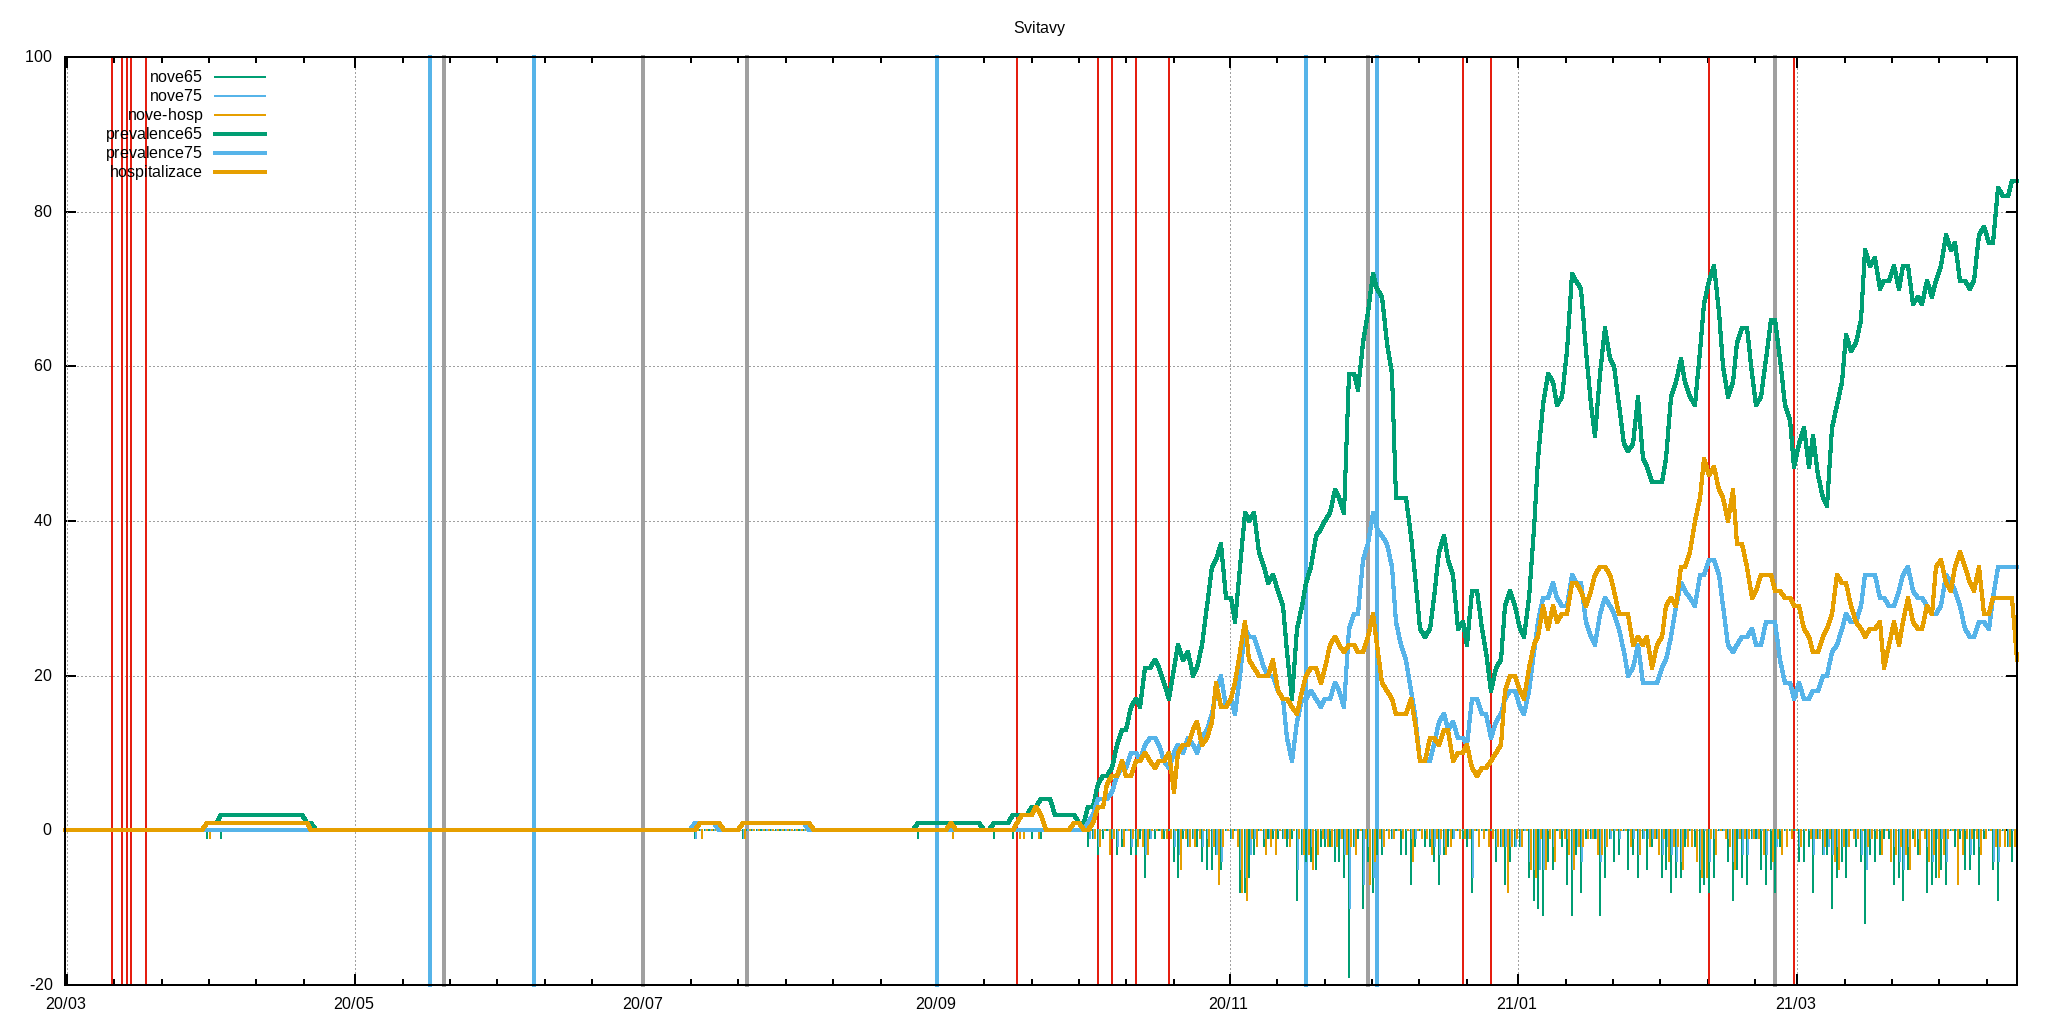 Svitavy
100
80
60
40
20
0
-20
nove65
nove75
nove-hosp
prevalence65
prevalence75
hospitalizace
20/03 20/05 20/07 20/09 20/11 21/01 21/03